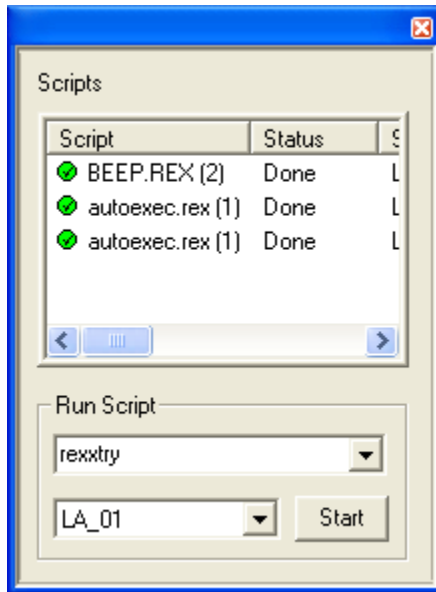 Scripts
Script Status S
BEEP.REX (2) Done L
autoexec.rex (1) Done L
autoexec.rex (1) Done L
Run Script
rexxtry
LA_01 Start